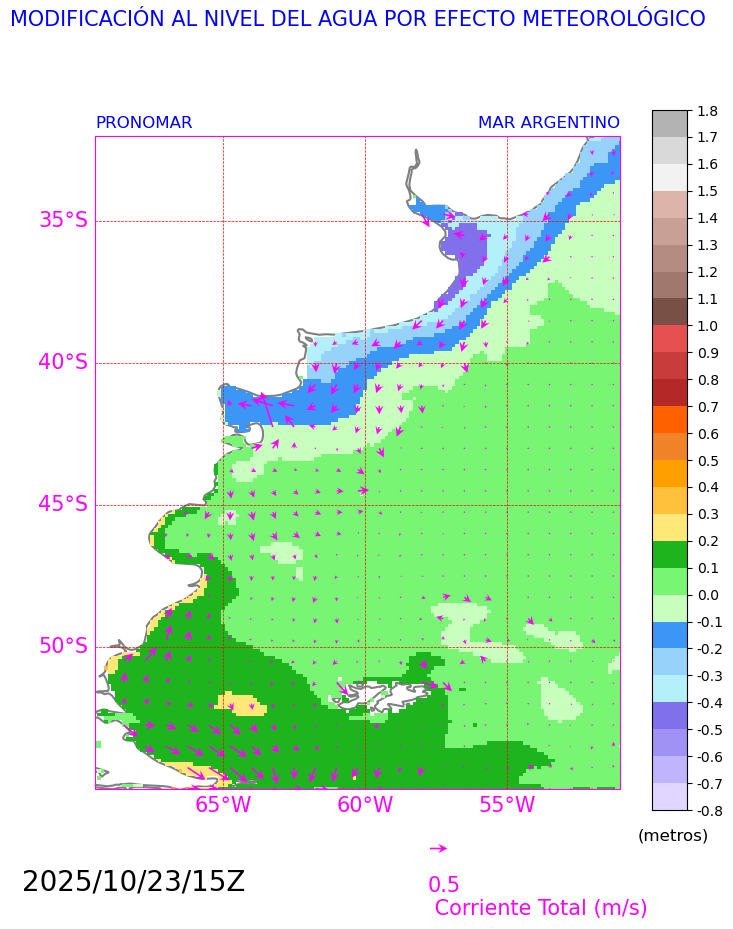 MODIFICACIÓN AL NIVEL DEL AGUA POR EFECTO METEOROLÓGICO
PRONOMAR MAR ARGENTINO
35°S
40°S
45°S
50°S
65°W 60°W 55°W
1.8
1.7
1.6
1.5
1.4
1.3
1.2
1.1
1.0
0.9
0.8
0.7
0.6
0.5
0.4
0.3
0.2
0.1
0.0
-0.1
-0.2
-0.3
-0.4
-0.5
-0.6
-0.7
-0.8
(metros)
2025/10/23/15Z
0.5
Corriente Total (m/s)